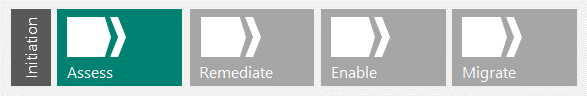 Initiation
Assess
Remediate
Enable
Migrate